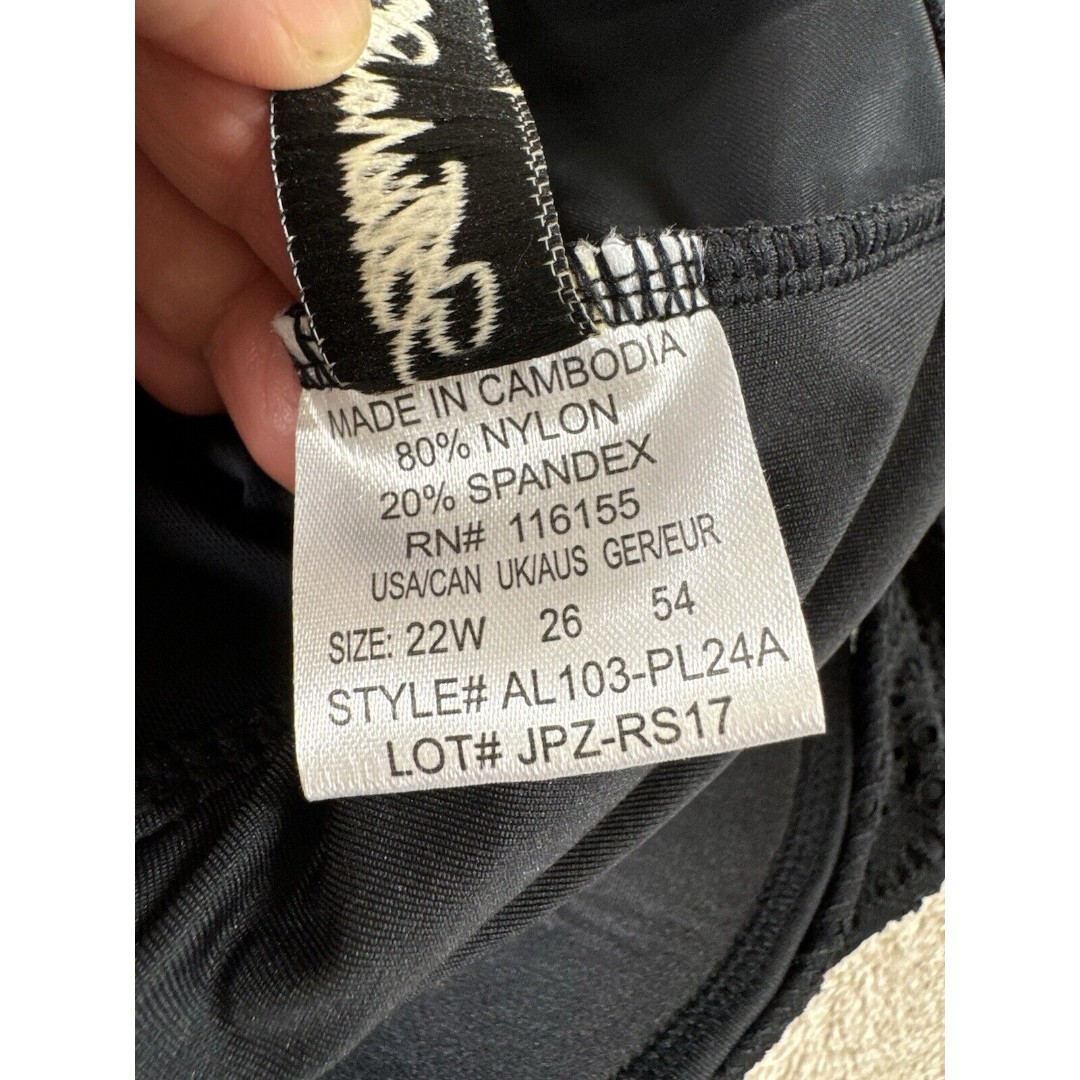 MADE IN CAMBODIA
80% NYLON
20% SPANDEX
RN# 116155
USA/CAN UK/AUS GER/EUR
SIZE: 22W 26 54
STYLE# AL103-PL24A
LOT# JPZ-RS17